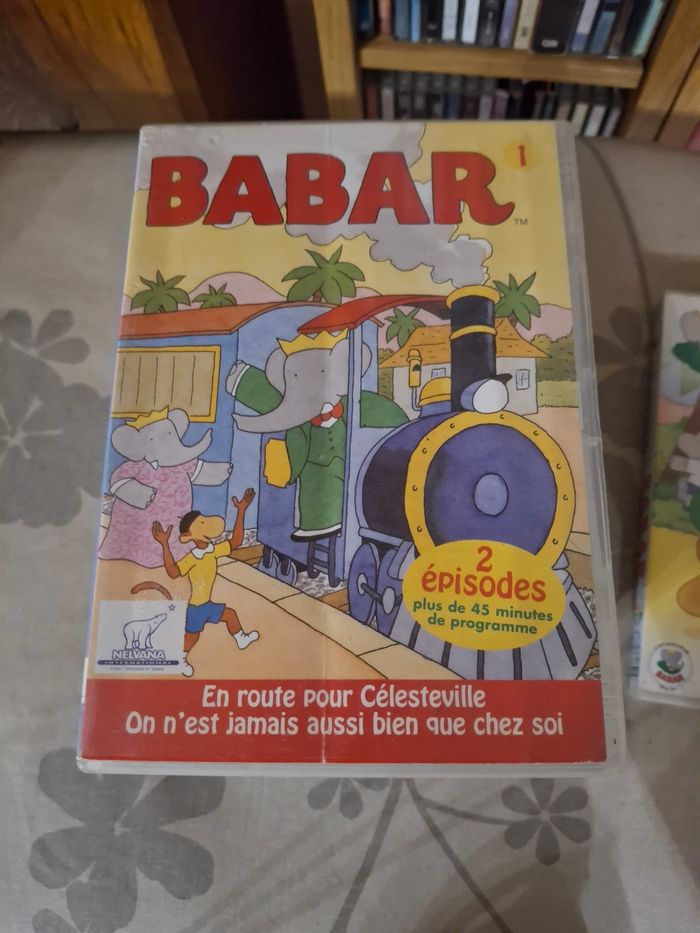 BABAR
1
TM
2
épisodes
plus de 45 minutes
de programme
NELVANA
INTERNATIONAL
En route pour Célesteville
On n'est jamais aussi bien que chez soi
BABAR